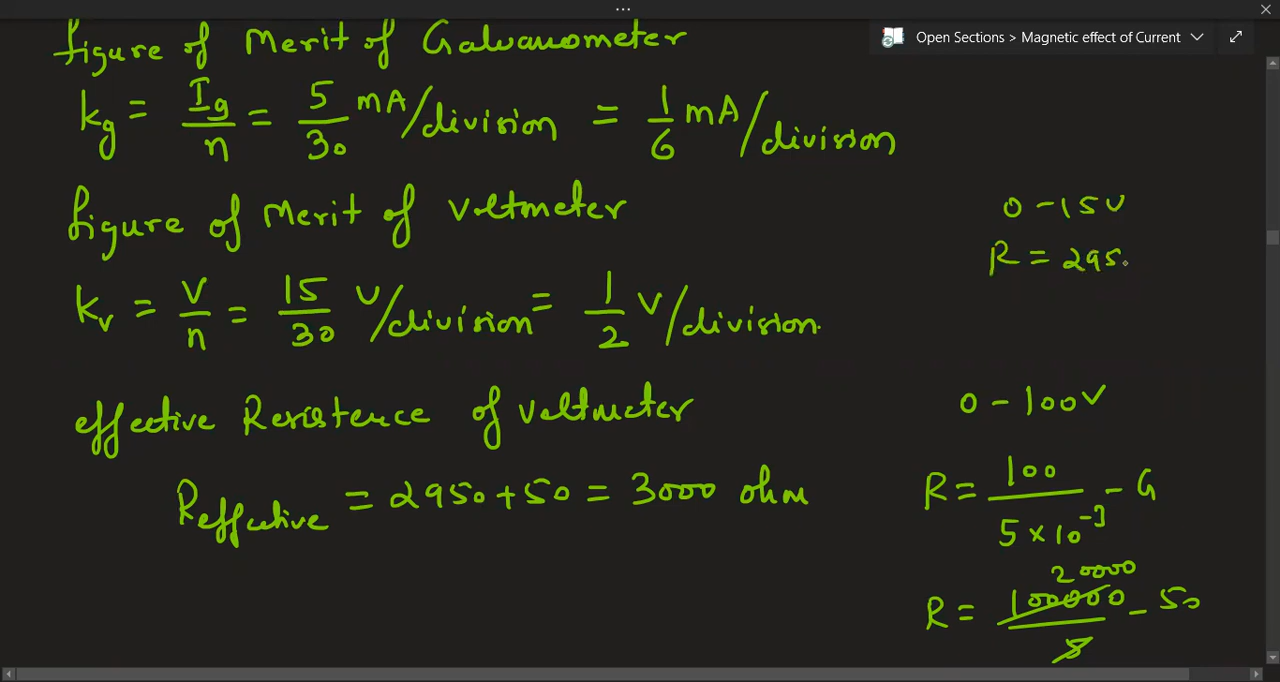 Open Sections > Magnetic effect of Current
figure of Merit of Galvanometer
kg = Ig/n = 5/30 mA/division = 1/6 mA/division
figure of Merit of voltmeter
kv = V/n = 15/30 V/division = 1/2 V/division.
0 - 15V
R = 295
effective Resistence of voltmeter
Reffective = 2950 + 50 = 3000 ohm
0 - 100V
R = 100/5 × 10^-3 - G
20000
R = 100000/5 - 50